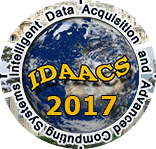 Intelligent Data Acquisition and Advanced Computing Systems
IDAACS
2017